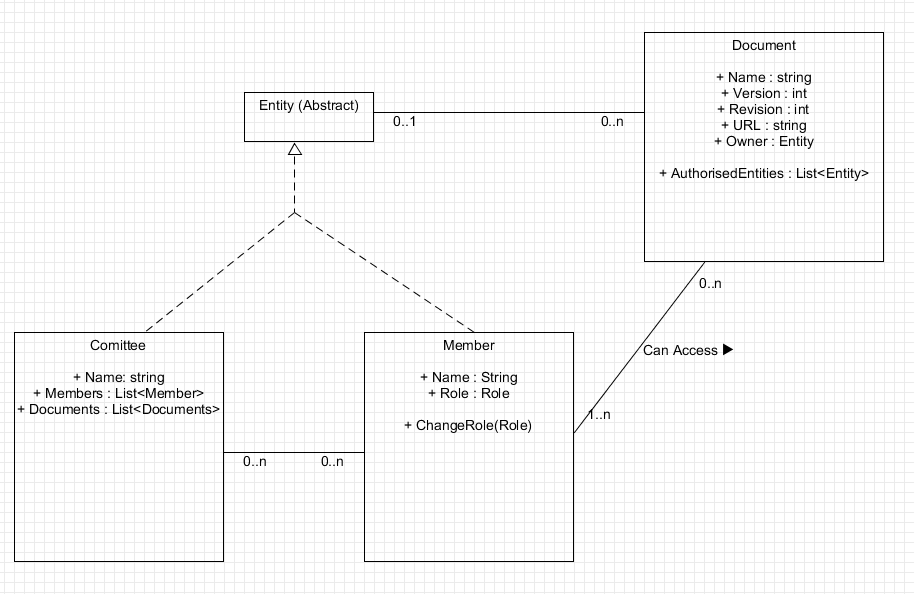 Document
+ Name : string
+ Version : int
+ Revision : int
+ URL : string
+ Owner : Entity
+ AuthorisedEntities : List<Entity>
Entity (Abstract)
0..1
0..n
0..n
Can Access
1..n
Comittee
+ Name: string
+ Members : List<Member>
+ Documents : List<Documents>
Member
+ Name : String
+ Role : Role
+ ChangeRole(Role)
0..n
0..n